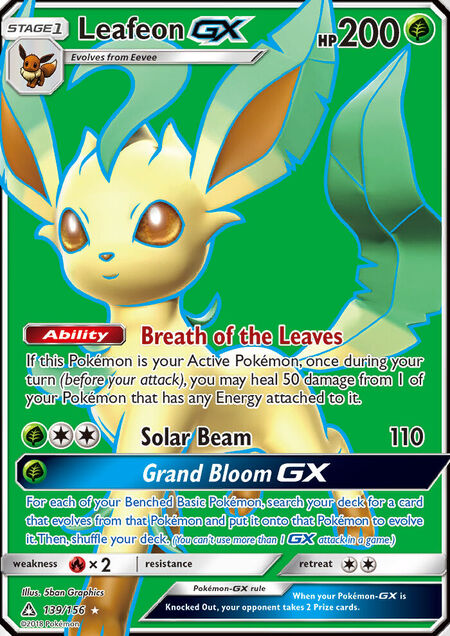 STAGE1
Leafeon GX
HP200
Evolves from Eevee
Ability Breath of the Leaves
If this Pokémon is your Active Pokémon, once during your
turn (before your attack), you may heal 50 damage from 1 of
your Pokémon that has any Energy attached to it.
Solar Beam 110
Grand Bloom GX
For each of your Benched Basic Pokémon, search your deck for a card
that evolves from that Pokémon and put it onto that Pokémon to evolve
it. Then, shuffle your deck. (You can't use more than 1 GX attack in a game.)
weakness × 2 resistance retreat
Illus. 5ban Graphics
Pokémon-GX rule
When your Pokémon-GX is
Knocked Out, your opponent takes 2 Prize cards.
139/156
©2018 Pokémon